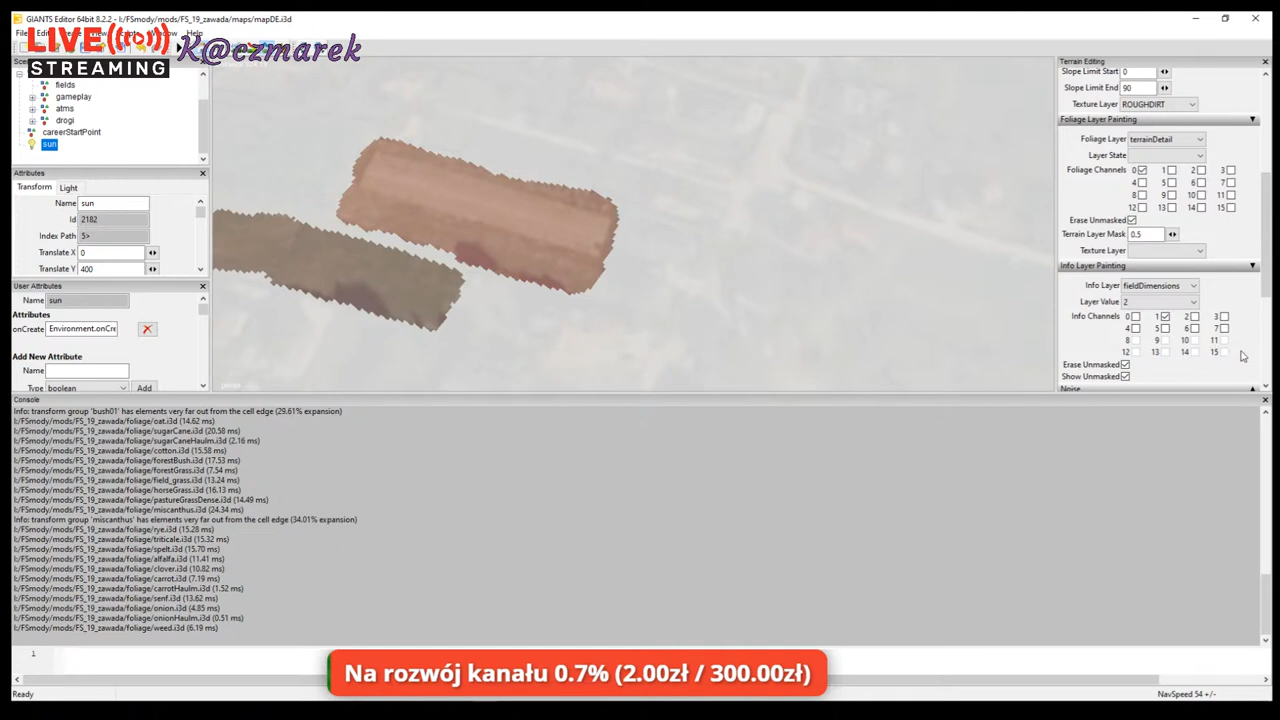 GIANTS Editor 64bit 8.2.2 - I:/FSmody/mods/FS_19_zawada/maps/mapDE.i3d
Help
LIVE
STREAMING
K@czmarek
fields
gameplay
atms
drogi
careerStartPoint
sun
Attributes
Transform Light
Name sun
Id 2182
Index Path 5>
Translate X 0
Translate Y 400
User Attributes
Name sun
Attributes
onCreate Environment.onCre
Add New Attribute
Name
Type boolean Add
Terrain Editing
Slope Limit Start 0
Slope Limit End 90
Texture Layer ROUGHDIRT
Foliage Layer Painting
Foliage Layer terrainDetail
Layer State
Foliage Channels 0 1 2 3
4 5 6 7
8 9 10 11
12 13 14 15
Erase Unmasked
Terrain Layer Mask 0.5
Texture Layer
Info Layer Painting
Info Layer fieldDimensions
Layer Value 2
Info Channels 0 1 2 3
4 5 6 7
8 9 10 11
12 13 14 15
Erase Unmasked
Show Unmasked
Noise
Console
Info: transform group 'bush01' has elements very far out from the cell edge (29.61% expansion)
I:/FSmody/mods/FS_19_zawada/foliage/oat.i3d (14.62 ms)
I:/FSmody/mods/FS_19_zawada/foliage/sugarCane.i3d (20.58 ms)
I:/FSmody/mods/FS_19_zawada/foliage/sugarCaneHaulm.i3d (2.16 ms)
I:/FSmody/mods/FS_19_zawada/foliage/cotton.i3d (15.58 ms)
I:/FSmody/mods/FS_19_zawada/foliage/forestBush.i3d (17.53 ms)
I:/FSmody/mods/FS_19_zawada/foliage/forestGrass.i3d (7.54 ms)
I:/FSmody/mods/FS_19_zawada/foliage/field_grass.i3d (13.24 ms)
I:/FSmody/mods/FS_19_zawada/foliage/horseGrass.i3d (16.13 ms)
I:/FSmody/mods/FS_19_zawada/foliage/pastureGrassDense.i3d (14.49 ms)
I:/FSmody/mods/FS_19_zawada/foliage/miscanthus.i3d (24.34 ms)
Info: transform group 'miscanthus' has elements very far out from the cell edge (34.01% expansion)
I:/FSmody/mods/FS_19_zawada/foliage/rye.i3d (15.28 ms)
I:/FSmody/mods/FS_19_zawada/foliage/triticale.i3d (15.32 ms)
I:/FSmody/mods/FS_19_zawada/foliage/spelt.i3d (15.70 ms)
I:/FSmody/mods/FS_19_zawada/foliage/alfalfa.i3d (11.41 ms)
I:/FSmody/mods/FS_19_zawada/foliage/clover.i3d (10.82 ms)
I:/FSmody/mods/FS_19_zawada/foliage/carrot.i3d (7.19 ms)
I:/FSmody/mods/FS_19_zawada/foliage/carrotHaulm.i3d (1.52 ms)
I:/FSmody/mods/FS_19_zawada/foliage/senf.i3d (13.62 ms)
I:/FSmody/mods/FS_19_zawada/foliage/onion.i3d (4.85 ms)
I:/FSmody/mods/FS_19_zawada/foliage/onionHaulm.i3d (0.51 ms)
I:/FSmody/mods/FS_19_zawada/foliage/weed.i3d (6.19 ms)
1
Na rozwój kanału 0.7% (2.00zł / 300.00zł)
Ready
NavSpeed 54 +/-